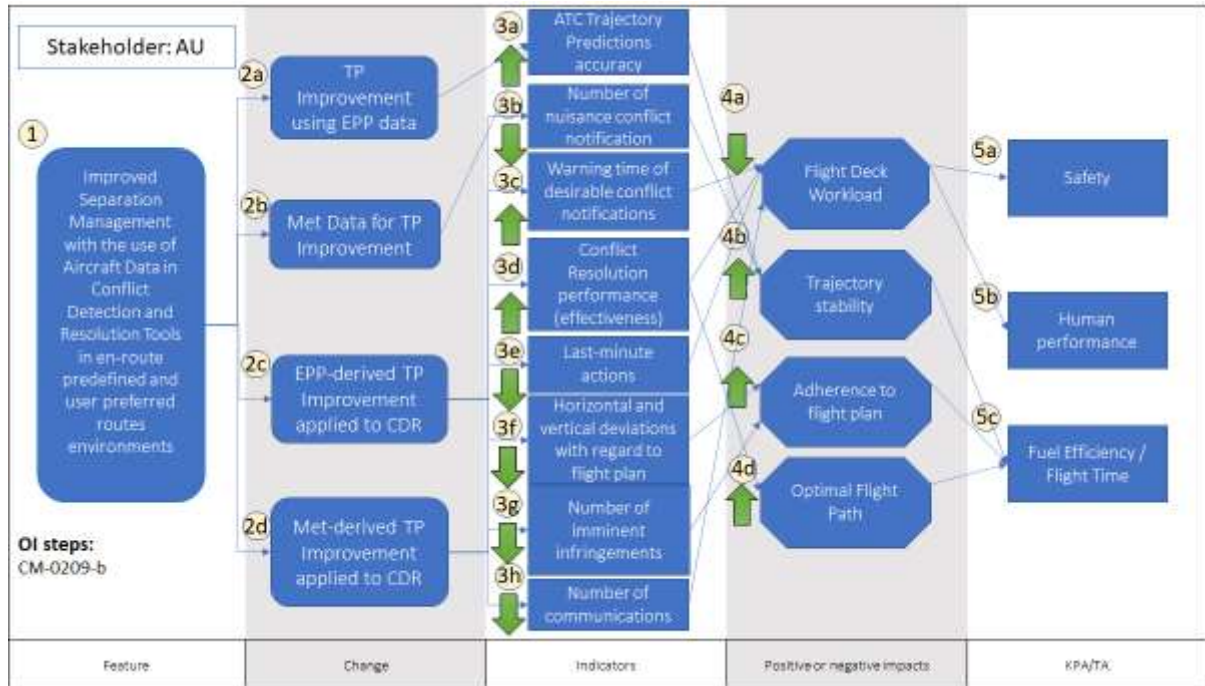 Stakeholder: AU
1
Improved
Separation
Management
with the use of
Aircraft Data in
Conflict
Detection and
Resolution Tools
in en-route
predefined and
user preferred
routes
environments
OI steps:
CM-0209-b
2a
TP
Improvement
using EPP data
2b
Met Data for TP
Improvement
2c
EPP-derived TP
Improvement
applied to CDR
2d
Met-derived TP
Improvement
applied to CDR
3a
ATC Trajectory
Predictions
accuracy
3b
Number of
nuisance conflict
notification
3c
Warning time of
desirable conflict
notifications
3d
Conflict
Resolution
performance
(effectiveness)
3e
Last-minute
actions
3f
Horizontal and
vertical deviations
with regard to
flight plan
3g
Number of
imminent
infringements
3h
Number of
communications
4a
Flight Deck
Workload
4b
Trajectory
stability
4c
Adherence to
flight plan
4d
Optimal Flight
Path
5a
Safety
5b
Human
performance
5c
Fuel Efficiency /
Flight Time
Feature
Change
Indicators
Positive or negative impacts
KPA/TA